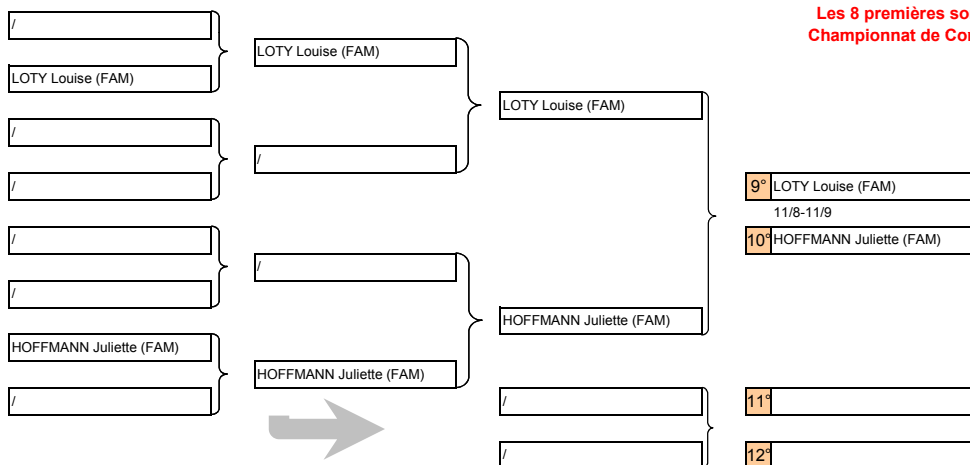 Les 8 premières so
Championnat de Co
/
LOTY Louise (FAM)
/
/
/
/
HOFFMANN Juliette (FAM)
/
LOTY Louise (FAM)
/
/
HOFFMANN Juliette (FAM)
LOTY Louise (FAM)
HOFFMANN Juliette (FAM)
/
/
9° LOTY Louise (FAM)
11/8-11/9
10° HOFFMANN Juliette (FAM)
11°
12°